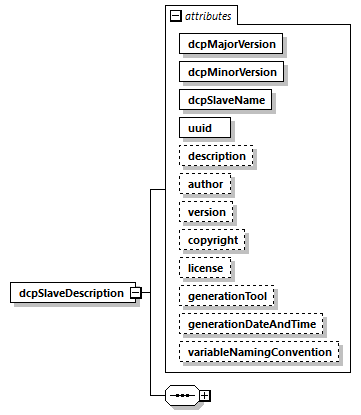 attributes
dcpMajorVersion
dcpMinorVersion
dcpSlaveName
uuid
description
author
version
copyright
license
dcpSlaveDescription
generationTool
generationDateAndTime
variableNamingConvention